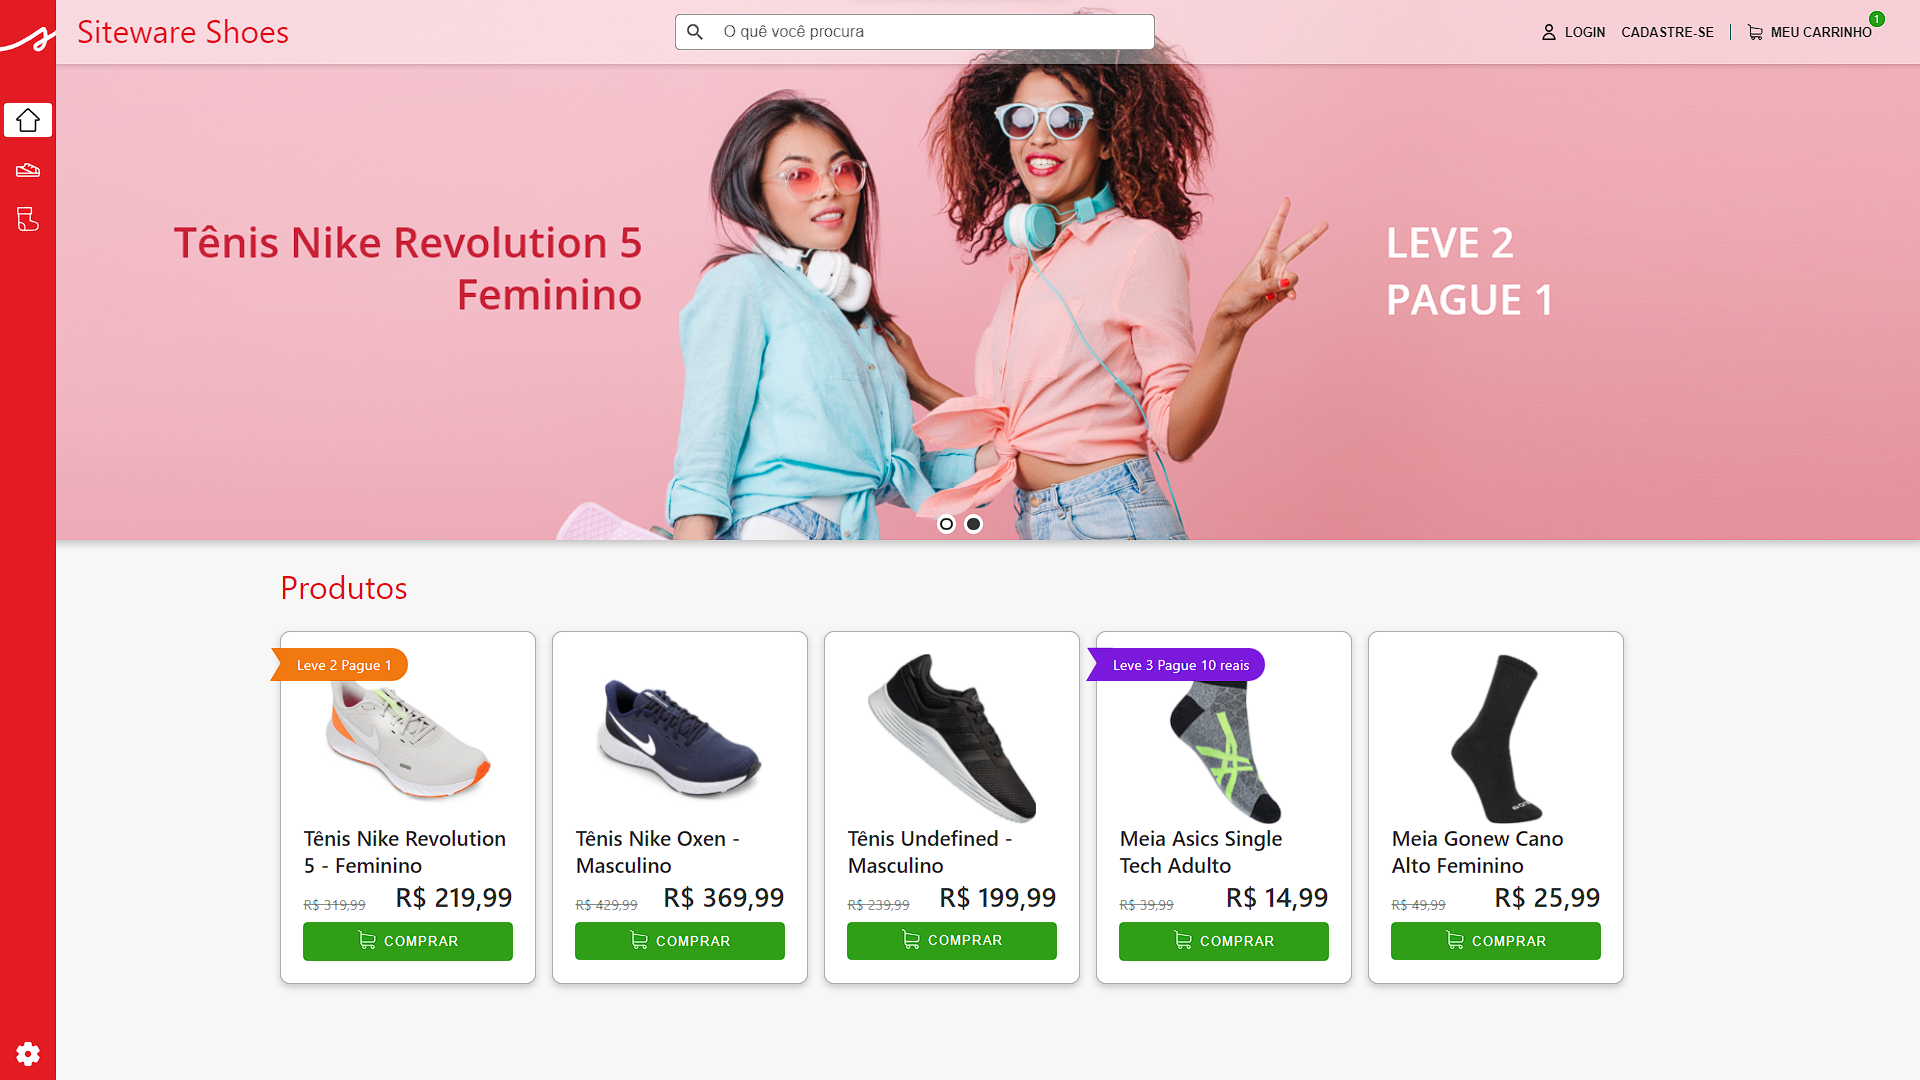 Siteware Shoes
O quê você procura
LOGIN
CADASTRE-SE
MEU CARRINHO
1
Tênis Nike Revolution 5
Feminino
LEVE 2
PAGUE 1
Produtos
Leve 2 Pague 1
Tênis Nike Revolution
5 - Feminino
R$ 319,99
R$ 219,99
COMPRAR
Tênis Nike Oxen -
Masculino
R$ 429,99
R$ 369,99
COMPRAR
Tênis Undefined -
Masculino
R$ 239,99
R$ 199,99
COMPRAR
Leve 3 Pague 10 reais
Meia Asics Single
Tech Adulto
R$ 39,99
R$ 14,99
COMPRAR
Meia Gonew Cano
Alto Feminino
R$ 49,99
R$ 25,99
COMPRAR